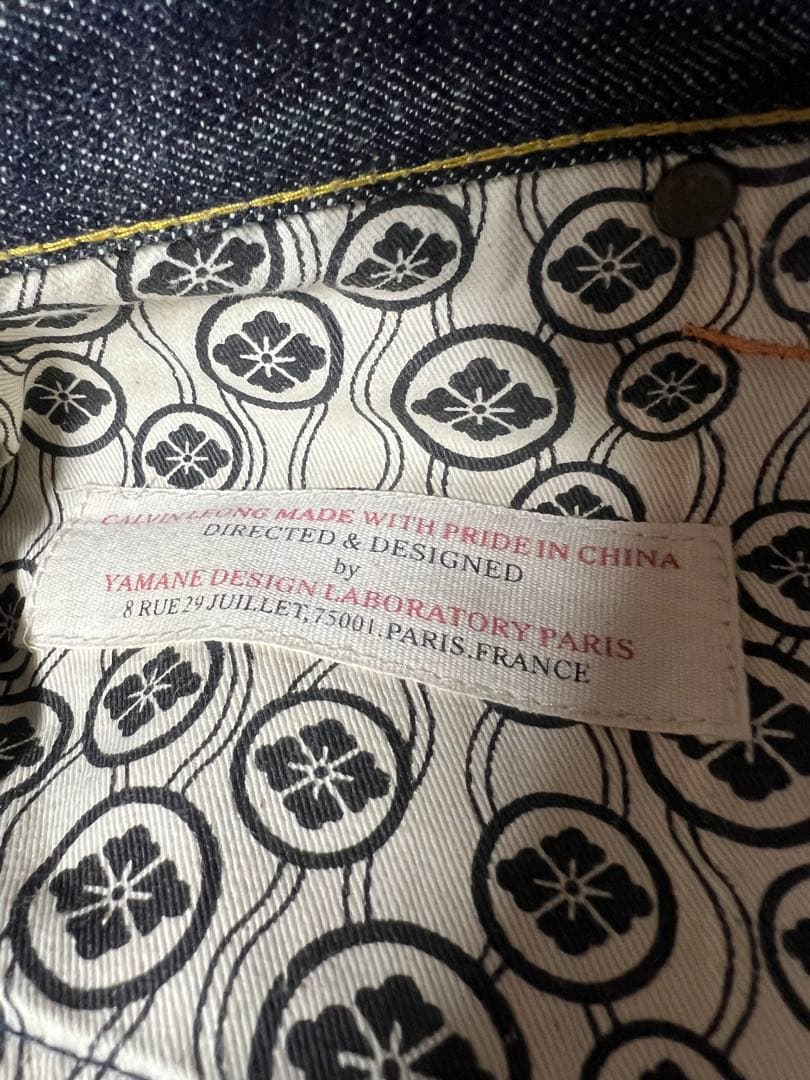 CALVIN LEONG MADE WITH PRIDE IN CHINA
DIRECTED & DESIGNED
by
YAMANE DESIGN LABORATORY PARIS
8 RUE 29 JUILLET, 75001. PARIS. FRANCE